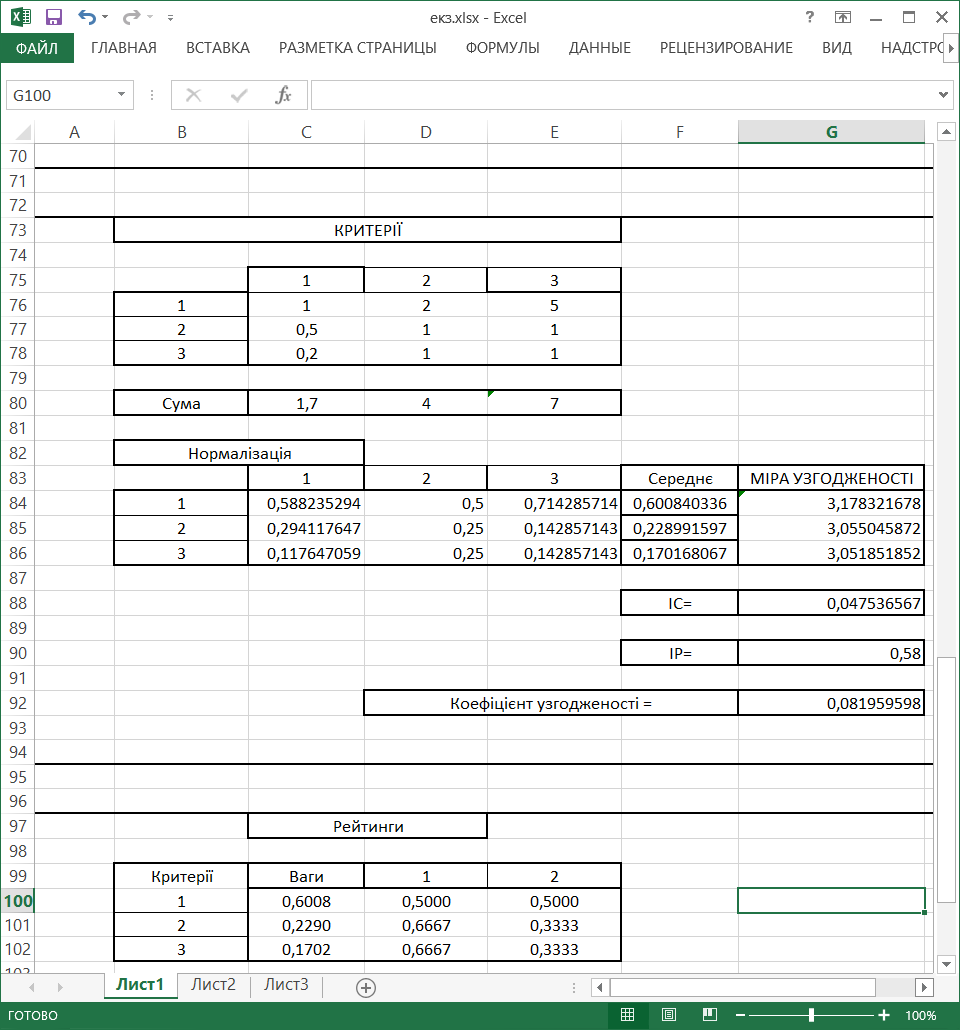 екз.xlsx - Excel
ФАЙЛ ГЛАВНАЯ ВСТАВКА РАЗМЕТКА СТРАНИЦЫ ФОРМУЛЫ ДАННЫЕ РЕЦЕНЗИРОВАНИЕ ВИД НАДСТРО
G100 fx
A B C D E F G
70
71
72
73 КРИТЕРІЇ
74
75 1 2 3
76 1 1 2 5
77 2 0,5 1 1
78 3 0,2 1 1
79
80 Сума 1,7 4 7
81
82 Нормалізація
83 1 2 3 Середнє МІРА УЗГОДЖЕНОСТІ
84 1 0,588235294 0,5 0,714285714 0,600840336 3,178321678
85 2 0,294117647 0,25 0,142857143 0,228991597 3,055045872
86 3 0,117647059 0,25 0,142857143 0,170168067 3,051851852
87
88 ІС= 0,047536567
89
90 ІР= 0,58
91
92 Коефіцієнт узгодженості = 0,081959598
93
94
95
96
97 Рейтинги
98
99 Критерії Ваги 1 2
100 1 0,6008 0,5000 0,5000
101 2 0,2290 0,6667 0,3333
102 3 0,1702 0,6667 0,3333
103
Лист1 Лист2 Лист3
ГОТОВО 100%